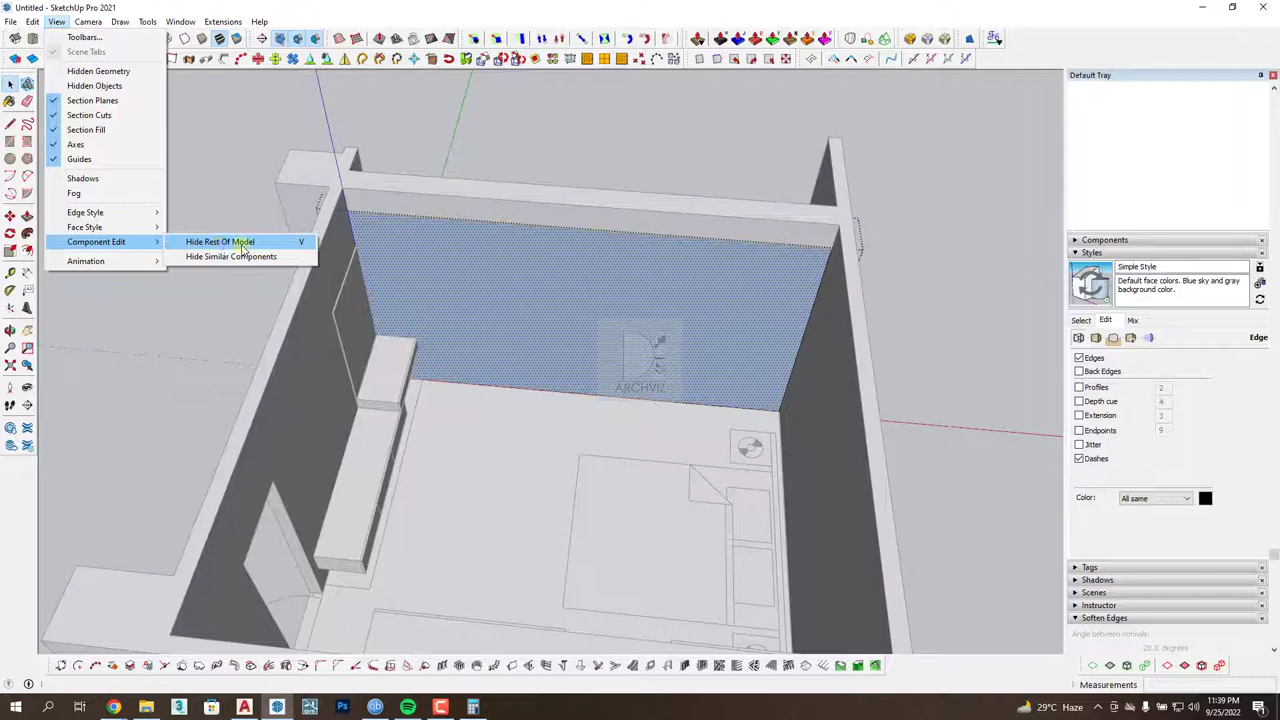 Untitled - SketchUp Pro 2021
File Edit View Camera Draw Tools Window Extensions Help
Toolbars...
Scene Tabs
Hidden Geometry
Hidden Objects
Section Planes
Section Cuts
Section Fill
Axes
Guides
Shadows
Fog
Edge Style
Face Style
Component Edit
Animation
Hide Rest Of Model V
Hide Similar Components
ARCHVIZ
Default Tray
Components
Styles
Simple Style
Default face colors. Blue sky and gray
background color.
Select Edit Mix
Edge
Edges
Back Edges
Profiles 2
Depth cue 4
Extension 3
Endpoints 9
Jitter
Dashes
Color: All same
Tags
Shadows
Scenes
Instructor
Soften Edges
Angle between normals:
20.0 degrees
Measurements
29°C Haze
11:39 PM
9/25/2022